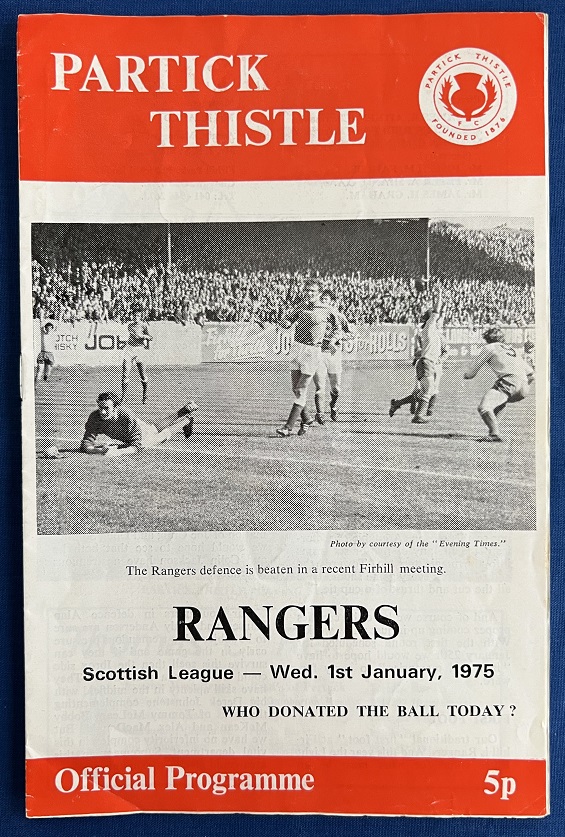 PARTICK
THISTLE
PARTICK THISTLE
F C
FOUNDED 1876
Photo by courtesy of the "Evening Times."
The Rangers defence is beaten in a recent Firhill meeting.
RANGERS
Scottish League — Wed. 1st January, 1975
WHO DONATED THE BALL TODAY ?
Official Programme
5p